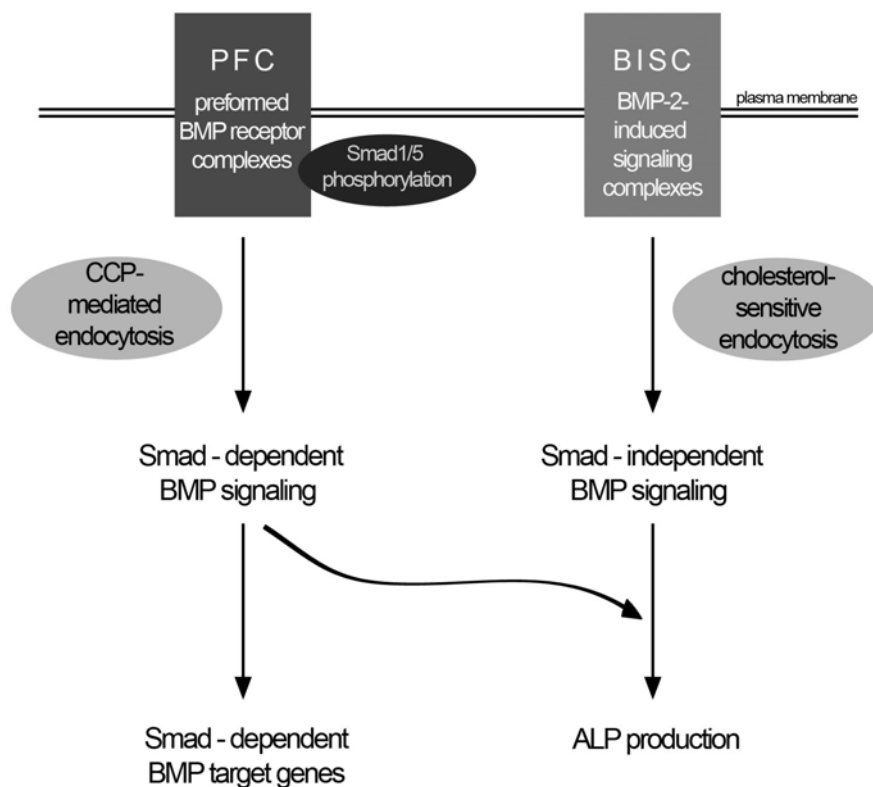 PFC
preformed
BMP receptor
complexes
Smad1/5
phosphorylation
BISC
BMP-2-
induced
signaling
complexes
plasma membrane
CCP-
mediated
endocytosis
cholesterol-
sensitive
endocytosis
Smad - dependent
BMP signaling
Smad - independent
BMP signaling
Smad - dependent
BMP target genes
ALP production